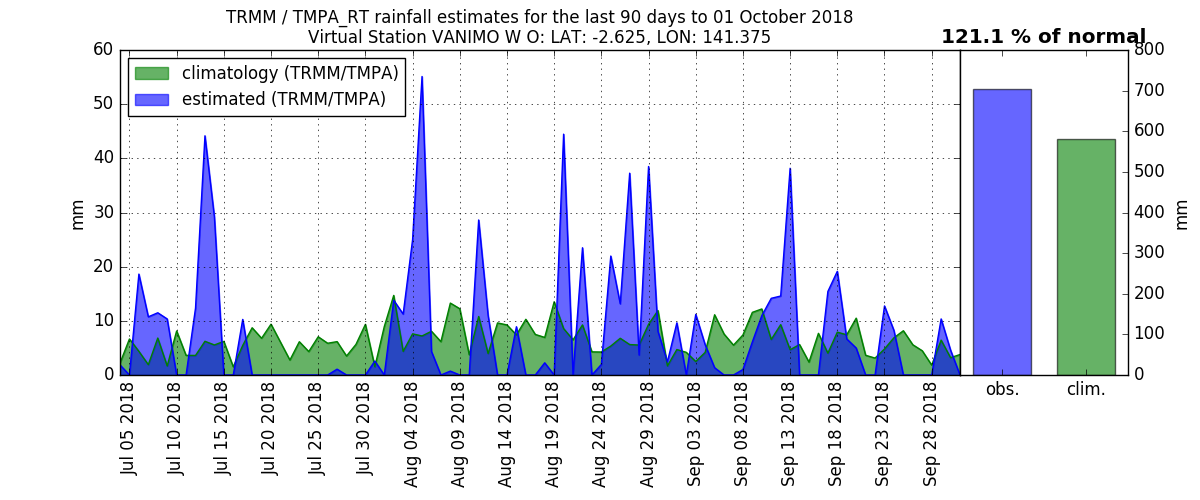 TRMM / TMPA_RT rainfall estimates for the last 90 days to 01 October 2018
Virtual Station VANIMO W O: LAT: -2.625, LON: 141.375
121.1 % of normal
climatology (TRMM/TMPA)
estimated (TRMM/TMPA)
60
50
40
30
20
10
0
mm
800
700
600
500
400
300
200
100
0
mm
Jul 05 2018
Jul 10 2018
Jul 15 2018
Jul 20 2018
Jul 25 2018
Jul 30 2018
Aug 04 2018
Aug 09 2018
Aug 14 2018
Aug 19 2018
Aug 24 2018
Aug 29 2018
Sep 03 2018
Sep 08 2018
Sep 13 2018
Sep 18 2018
Sep 23 2018
Sep 28 2018
obs.
clim.